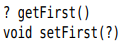 ? getFirst()
void setFirst(?)